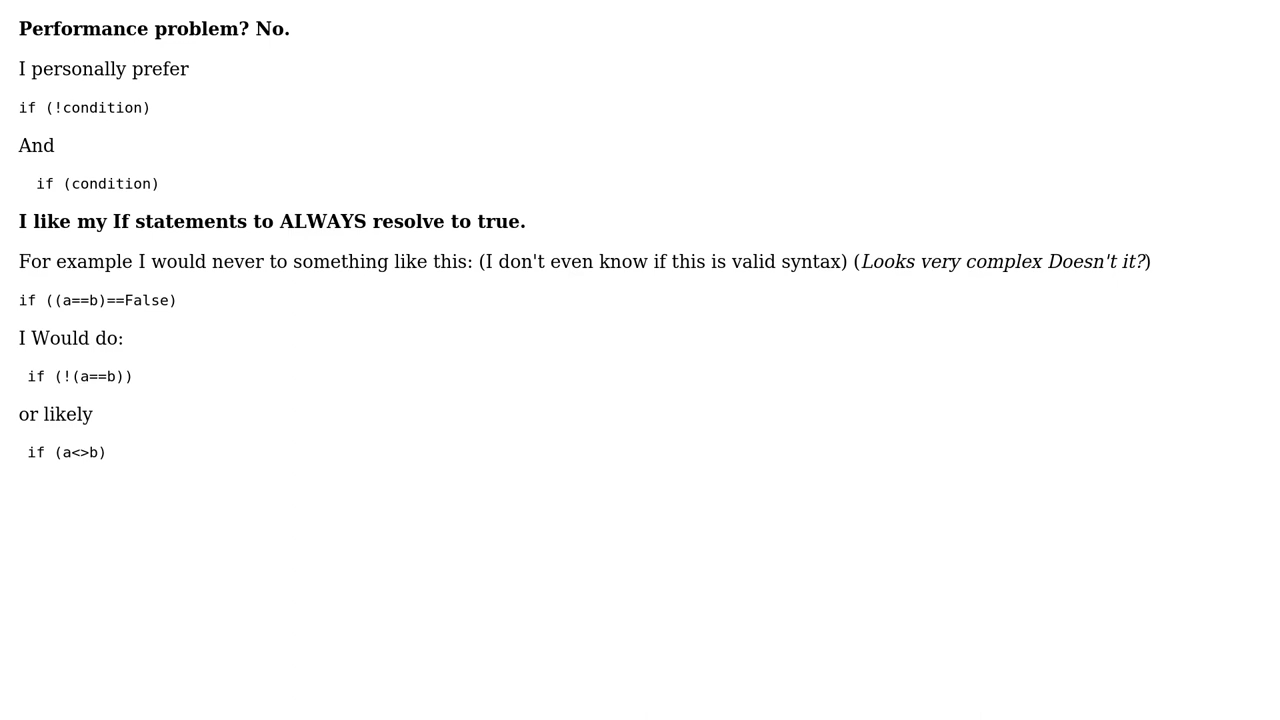 Performance problem? No.
I personally prefer
if (!condition)
And
  if (condition)
I like my If statements to ALWAYS resolve to true.
For example I would never to something like this: (I don't even know if this is valid syntax) (Looks very complex Doesn't it?)
if ((a==b)==False)
I Would do:
 if (!(a==b))
or likely
 if (a<>b)